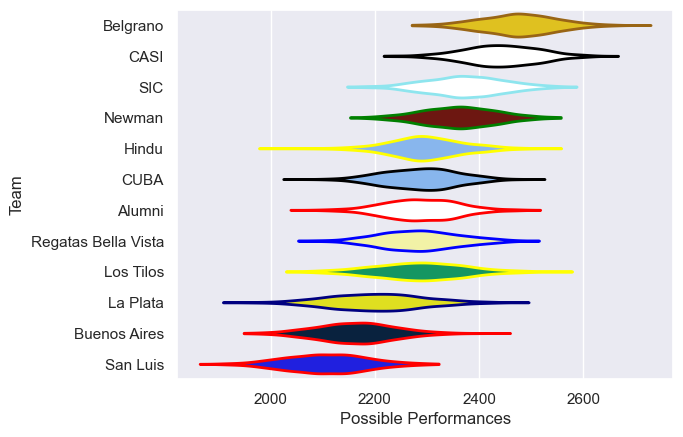 Belgrano
CASI
SIC
Newman
Hindu
CUBA
Alumni
Regatas Bella Vista
Los Tilos
La Plata
Buenos Aires
San Luis
Team
2000 2200 2400 2600
Possible Performances